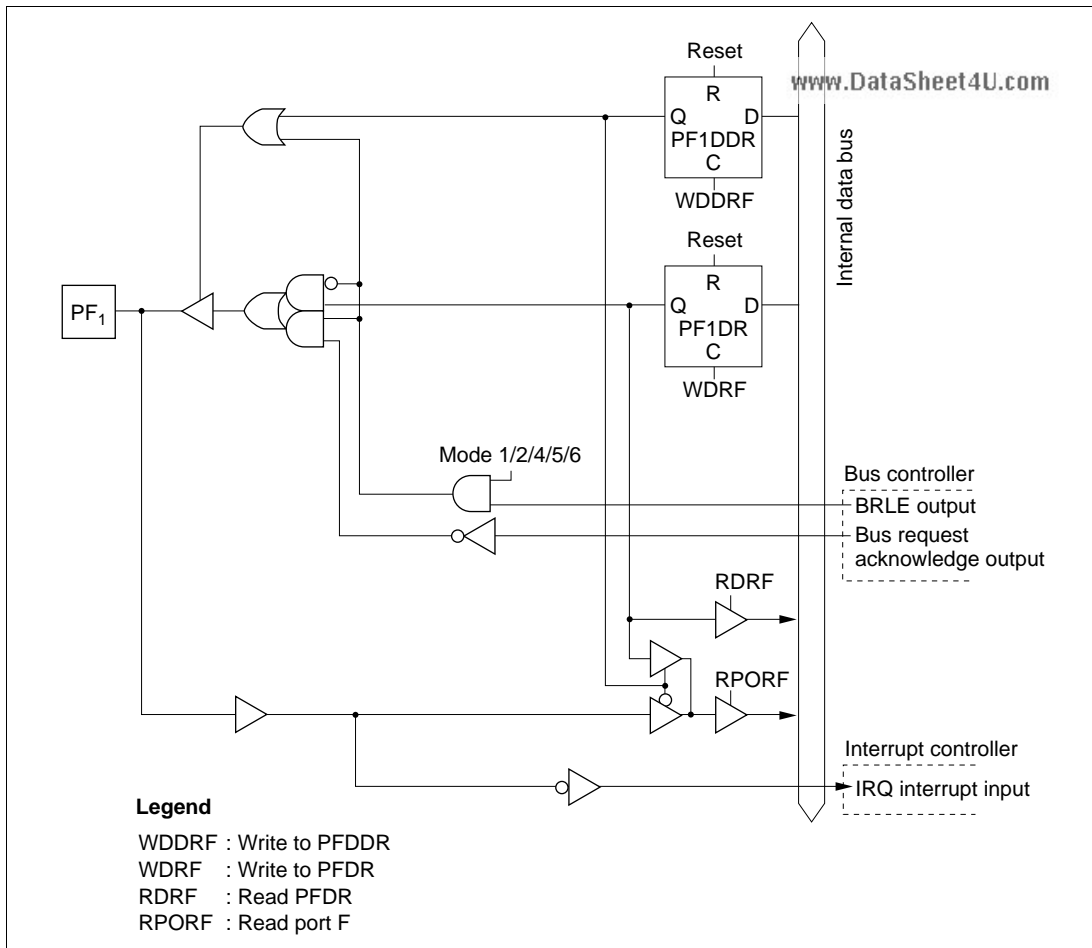 Reset
www.DataSheet4U.com
R
Q D
PF1DDR
C
WDDRF
Internal data bus
Reset
R
Q D
PF1DR
C
WDRF
PF1
Mode 1/2/4/5/6
Bus controller
BRLE output
Bus request
acknowledge output
RDRF
RPORF
Interrupt controller
IRQ interrupt input
Legend
WDDRF : Write to PFDDR
WDRF : Write to PFDR
RDRF : Read PFDR
RPORF : Read port F